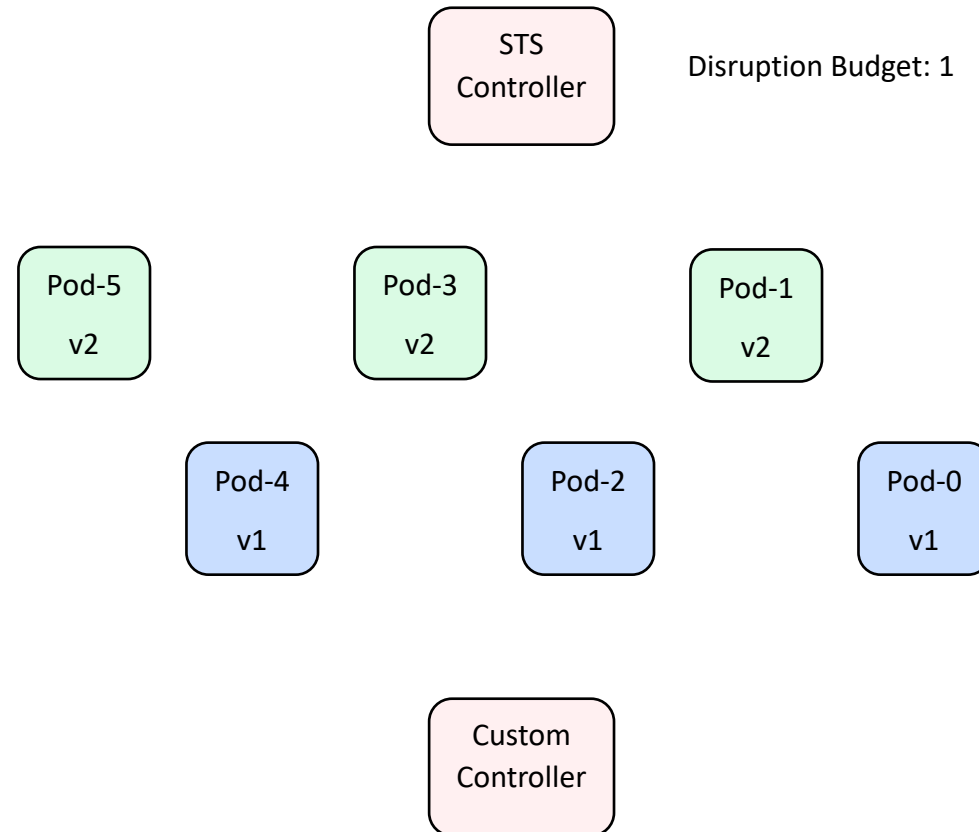 STS
Controller
Disruption Budget: 1
Pod-5
v2
Pod-3
v2
Pod-1
v2
Pod-4
v1
Pod-2
v1
Pod-0
v1
Custom
Controller